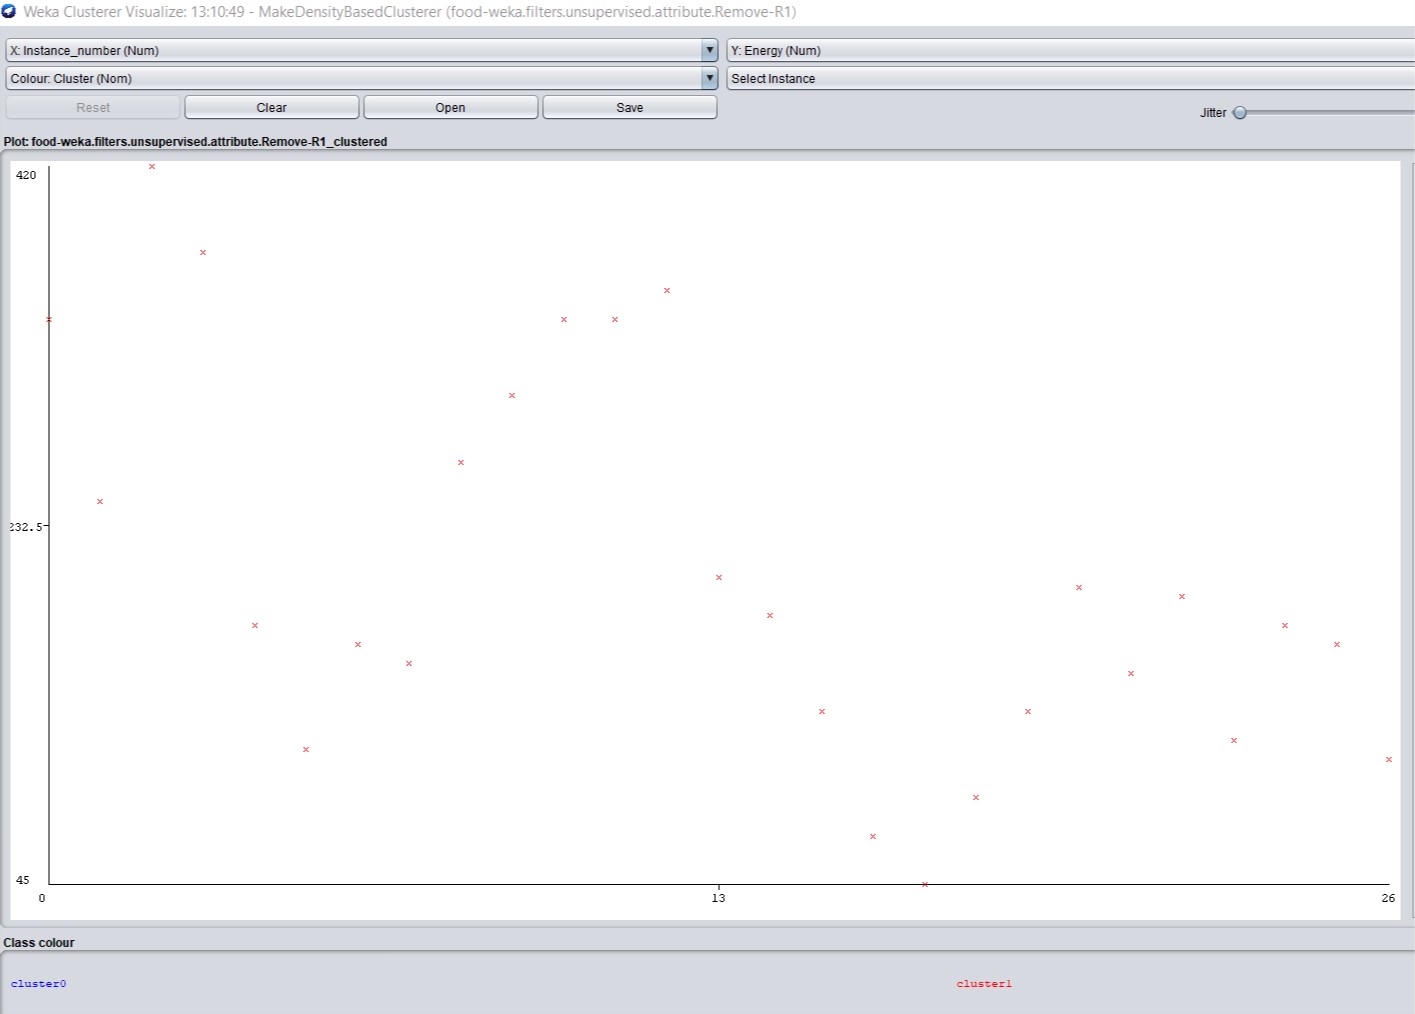 Weka Clusterer Visualize: 13:10:49 - MakeDensityBasedClusterer (food-weka.filters.unsupervised.attribute.Remove-R1)
X: Instance_number (Num)
Y: Energy (Num)
Colour: Cluster (Nom)
Select Instance
Reset
Clear
Open
Save
Jitter
Plot: food-weka.filters.unsupervised.attribute.Remove-R1_clustered
420
232.5
45
0
13
26
Class colour
cluster0
cluster1